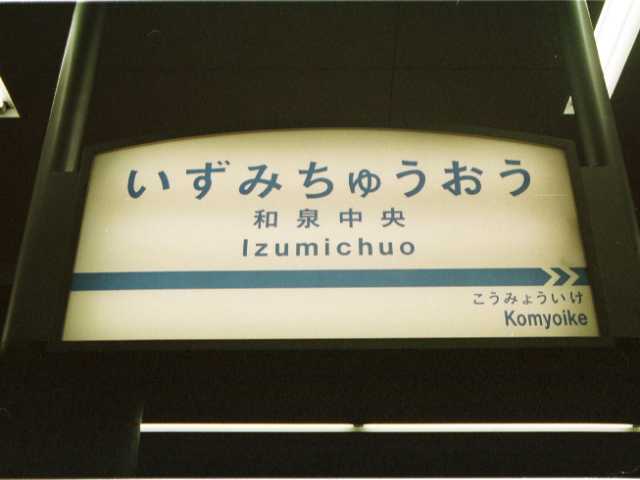 いずみちゅうおう
和泉中央
Izumichuo
こうみょういけ
Komyoike